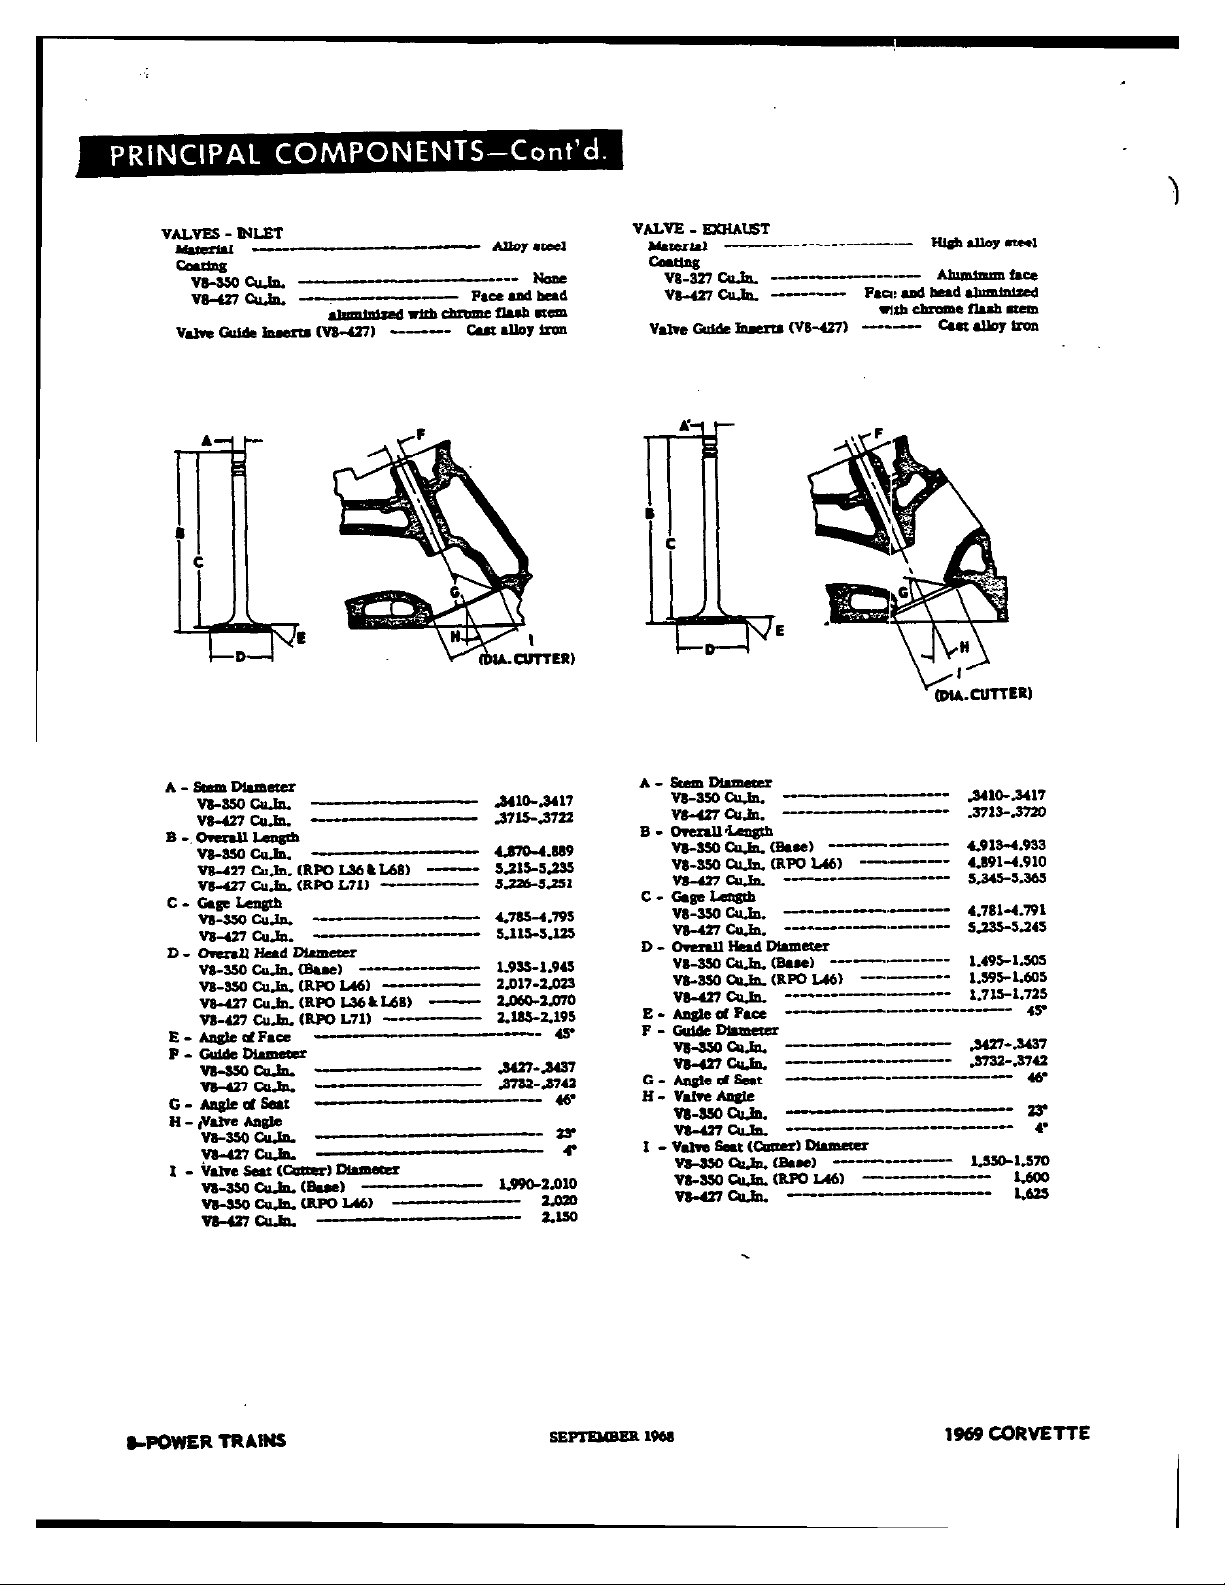 PRINCIPAL COMPONENTS—Cont'd.
VALVES - INLET
Material ---- Alloy steel
Coating
V8-350 Cu.In. ---- None
V8-427 Cu.In. ---- Face and head
aluminized with chrome flash stem
Valve Guide Inserts (V8-427) ---- Cast alloy iron
VALVE - EXHAUST
Material ---- High alloy steel
Coating
V8-327 Cu.In. ---- Aluminum face
V8-427 Cu.In. ---- Face and head aluminized
with chrome flash stem
Valve Guide Inserts (V8-427) ---- Cast alloy iron
A
F
B
C
G
H
E
I
D
(DIA. CUTTER)
A
F
B
C
G
E
H
D
I
(DIA. CUTTER)
A - Stem Diameter
V8-350 Cu.In. ---- .3410-.3417
V8-427 Cu.In. ---- .3715-.3722
B - Overall Length
V8-350 Cu.In. ---- 4.870-4.889
V8-427 Cu.In. (RPO L36 & L68) ---- 5.215-5.235
V8-427 Cu.In. (RPO L71) ---- 5.226-5.251
C - Gage Length
V8-350 Cu.In. ---- 4.785-4.795
V8-427 Cu.In. ---- 5.115-5.125
D - Overall Head Diameter
V8-350 Cu.In. (Base) ---- 1.935-1.945
V8-350 Cu.In. (RPO L46) ---- 2.017-2.023
V8-427 Cu.In. (RPO L36 & L68) ---- 2.060-2.070
V8-427 Cu.In. (RPO L71) ---- 2.185-2.195
E - Angle of Face ---- 45°
F - Guide Diameter
V8-350 Cu.In. ---- .3427-.3437
V8-427 Cu.In. ---- .3732-.3742
G - Angle of Seat ---- 46°
H - Valve Angle
V8-350 Cu.In. ---- 23°
V8-427 Cu.In. ---- 4°
I - Valve Seat (Cutter) Diameter
V8-350 Cu.In. (Base) ---- 1.990-2.010
V8-350 Cu.In. (RPO L46) ---- 2.020
V8-427 Cu.In. ---- 2.150
A - Stem Diameter
V8-350 Cu.In. ---- .3410-.3417
V8-427 Cu.In. ---- .3713-.3720
B - Overall Length
V8-350 Cu.In. (Base) ---- 4.913-4.933
V8-350 Cu.In. (RPO L46) ---- 4.891-4.910
V8-427 Cu.In. ---- 5.345-5.365
C - Gage Length
V8-350 Cu.In. ---- 4.781-4.791
V8-427 Cu.In. ---- 5.235-5.245
D - Overall Head Diameter
V8-350 Cu.In. (Base) ---- 1.495-1.505
V8-350 Cu.In. (RPO L46) ---- 1.595-1.605
V8-427 Cu.In. ---- 1.715-1.725
E - Angle of Face ---- 45°
F - Guide Diameter
V8-350 Cu.In. ---- .3427-.3437
V8-427 Cu.In. ---- .3732-.3742
G - Angle of Seat ---- 46°
H - Valve Angle
V8-350 Cu.In. ---- 23°
V8-427 Cu.In. ---- 4°
I - Valve Seat (Cutter) Diameter
V8-350 Cu.In. (Base) ---- 1.550-1.570
V8-350 Cu.In. (RPO L46) ---- 1.600
V8-427 Cu.In. ---- 1.625
8-POWER TRAINS
SEPTEMBER 1968
1969 CORVETTE